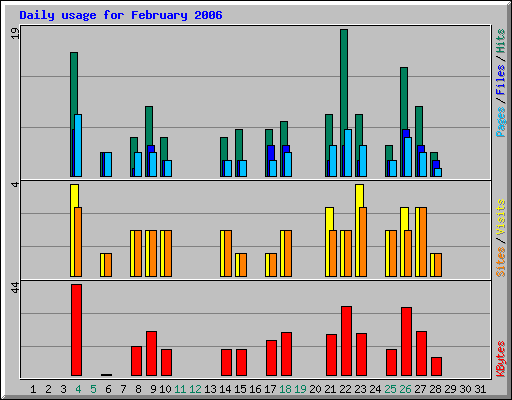 Daily usage for February 2006
19
Pages / Files / Hits
4
Sites / Visits
44
KBytes
1 2 3 4 5 6 7 8 9 10 11 12 13 14 15 16 17 18 19 20 21 22 23 24 25 26 27 28 29 30 31